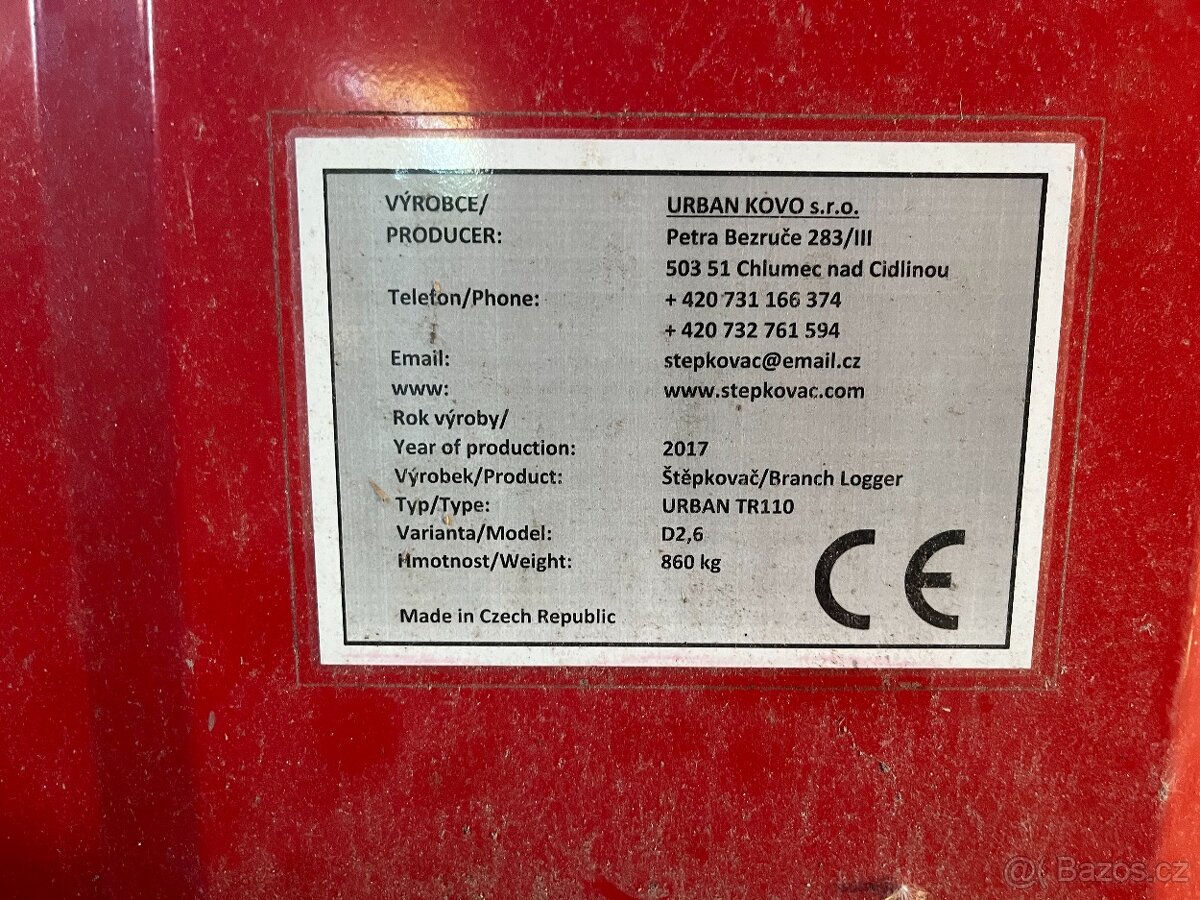 VÝROBCE/ URBAN KOVO s.r.o.
PRODUCER: Petra Bezruče 283/III
503 51 Chlumec nad Cidlinou
Telefon/Phone: + 420 731 166 374
+ 420 732 761 594
Email: stepkovac@email.cz
www: www.stepkovac.com
Rok výroby/
Year of production: 2017
Výrobek/Product: Štěpkovač/Branch Logger
Typ/Type: URBAN TR110
Varianta/Model: D2,6
Hmotnost/Weight: 860 kg
CE
Made in Czech Republic
@ Bazos.cz